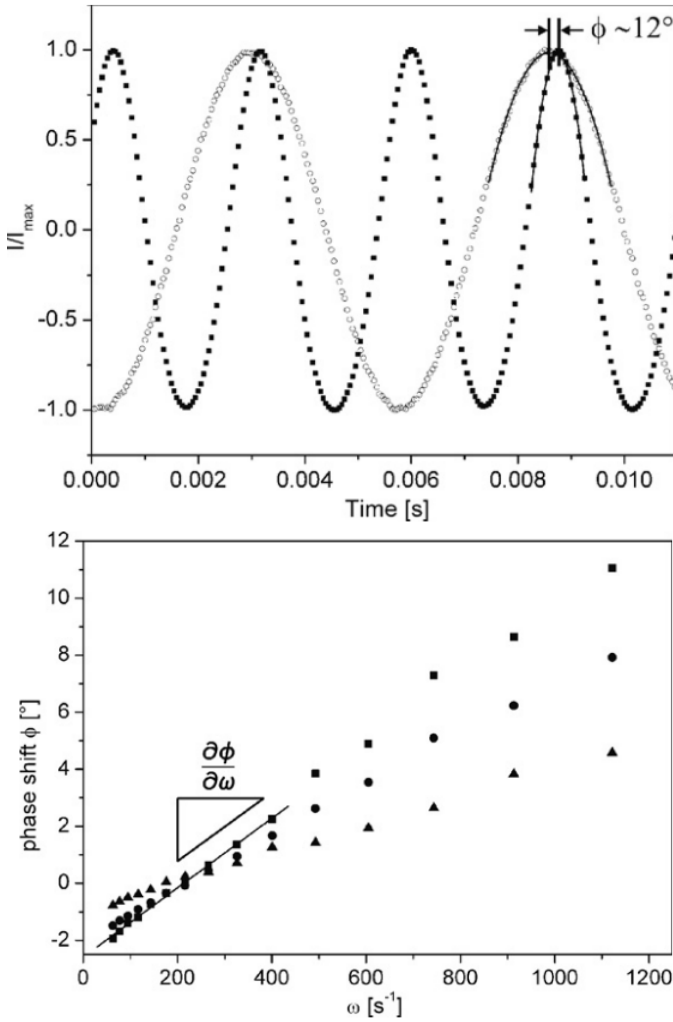 ϕ ~12°
1.0
0.5
0.0
-0.5
-1.0
I/I_max
0.000 0.002 0.004 0.006 0.008 0.010
Time [s]
12
10
8
6
4
2
0
-2
phase shift ϕ [°]
∂ϕ
∂ω
0 200 400 600 800 1000 1200
ω [s⁻¹]